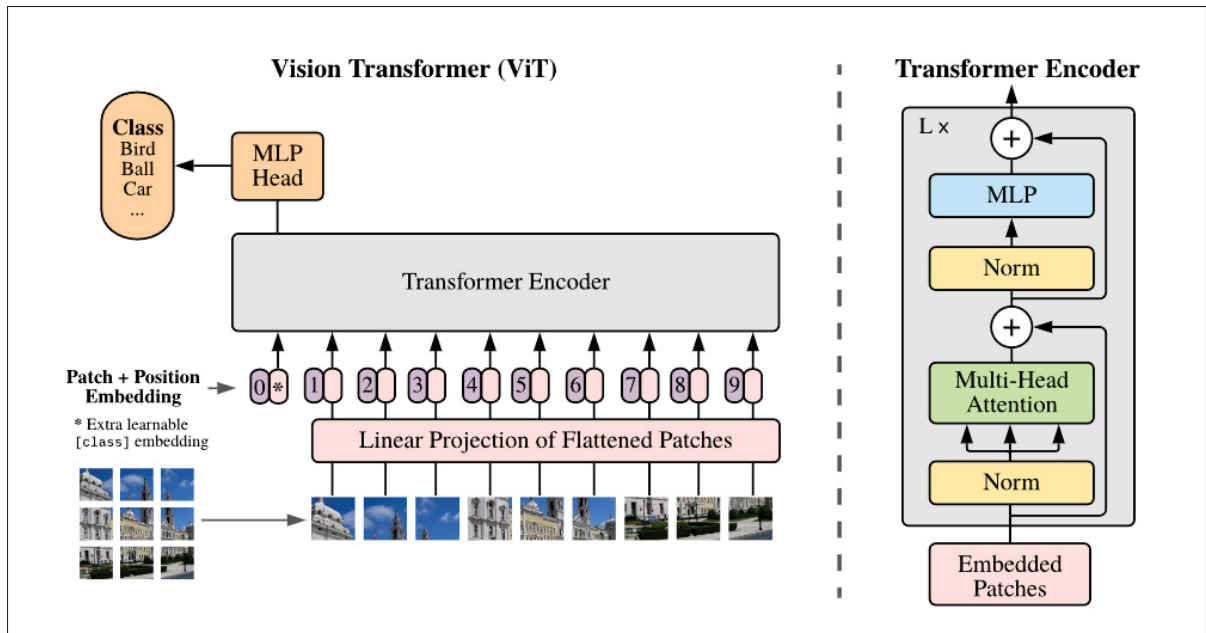 Vision Transformer (ViT)
Class
Bird
Ball
Car
...
MLP
Head
Transformer Encoder
Patch + Position
Embedding
* Extra learnable
[class] embedding
0 * 1 2 3 4 5 6 7 8 9
Linear Projection of Flattened Patches
Transformer Encoder
L ×
+
MLP
Norm
+
Multi-Head
Attention
Norm
Embedded
Patches